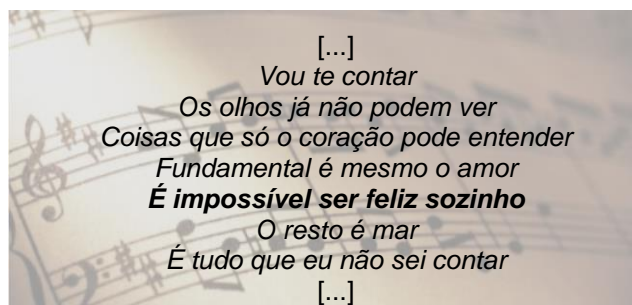 [...]
Vou te contar
Os olhos já não podem ver
Coisas que só o coração pode entender
Fundamental é mesmo o amor
É impossível ser feliz sozinho
O resto é mar
É tudo que eu não sei contar
[...]